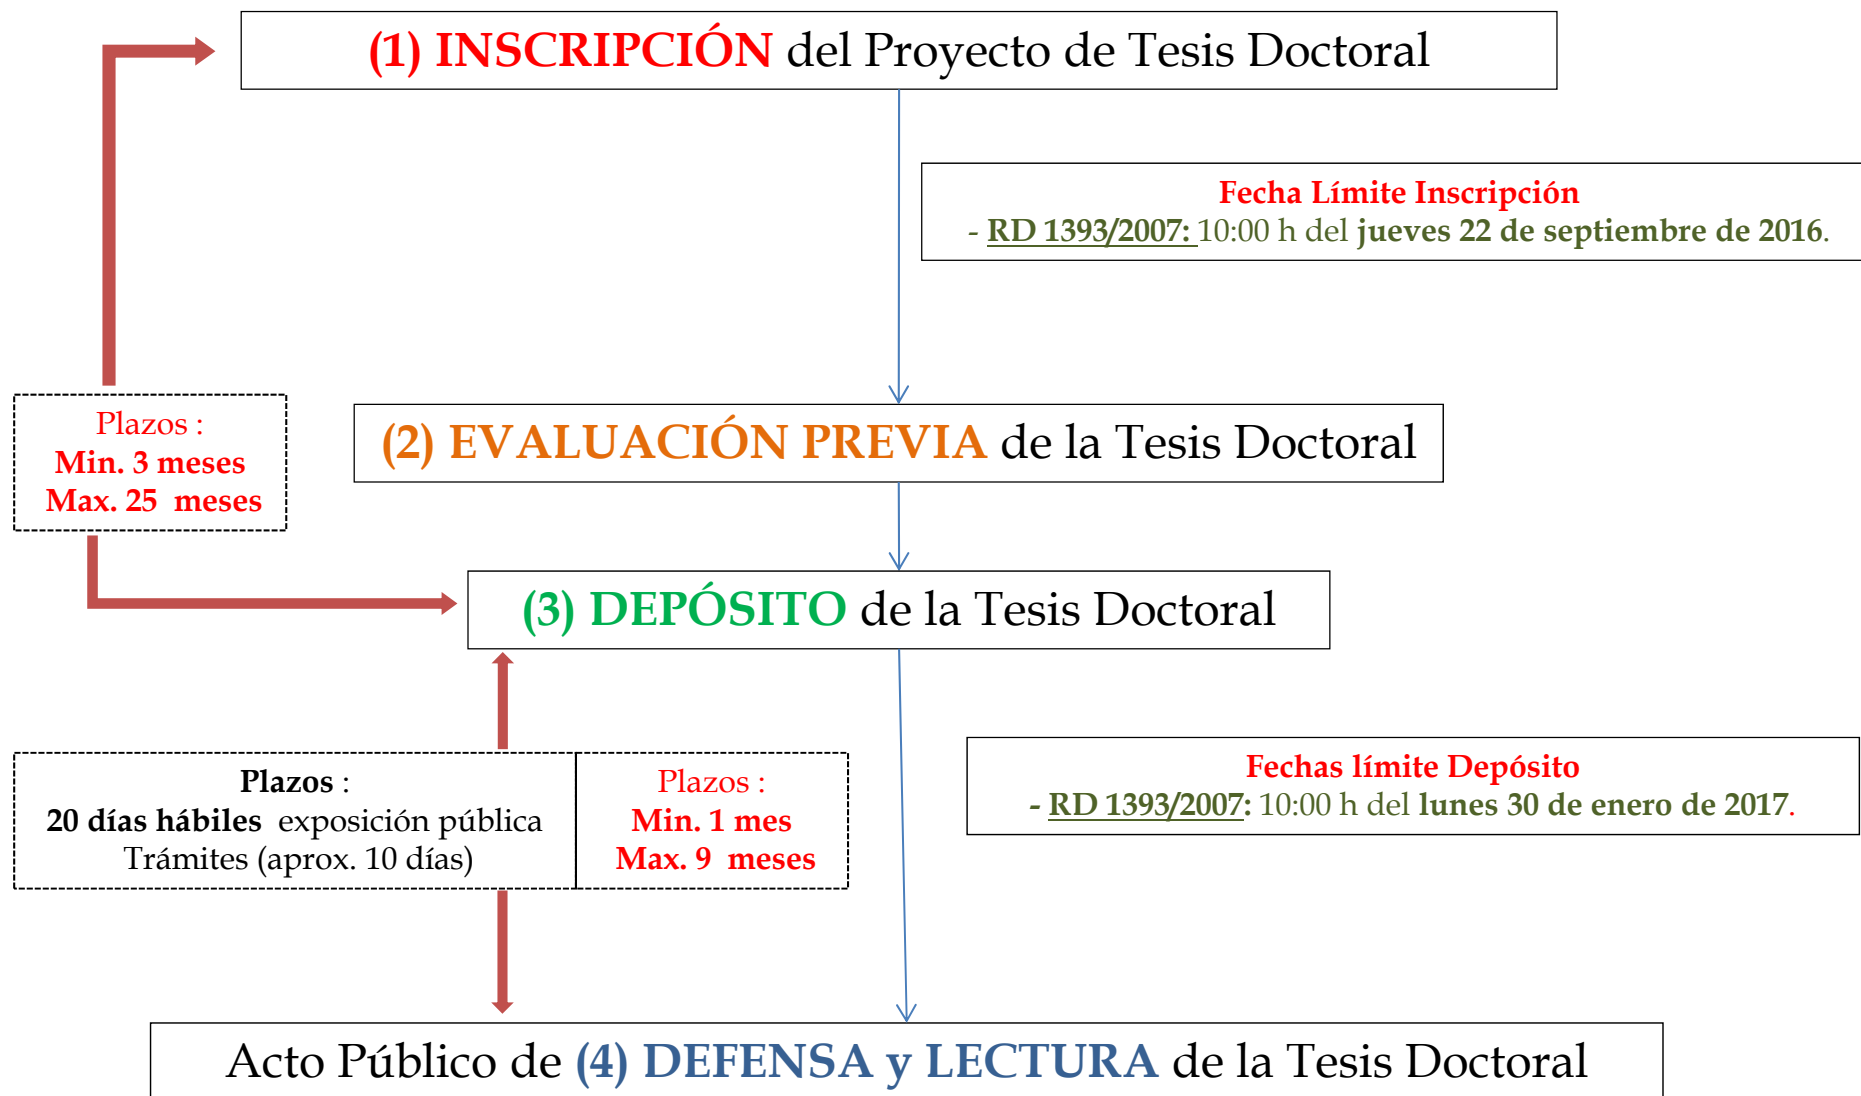 (1) INSCRIPCIÓN del Proyecto de Tesis Doctoral
Fecha Límite Inscripción
- RD 1393/2007: 10:00 h del jueves 22 de septiembre de 2016.
Plazos :
Min. 3 meses
Max. 25 meses
(2) EVALUACIÓN PREVIA de la Tesis Doctoral
(3) DEPÓSITO de la Tesis Doctoral
Plazos :
20 días hábiles exposición pública
Trámites (aprox. 10 días)
Plazos :
Min. 1 mes
Max. 9 meses
Fechas límite Depósito
- RD 1393/2007: 10:00 h del lunes 30 de enero de 2017.
Acto Público de (4) DEFENSA y LECTURA de la Tesis Doctoral